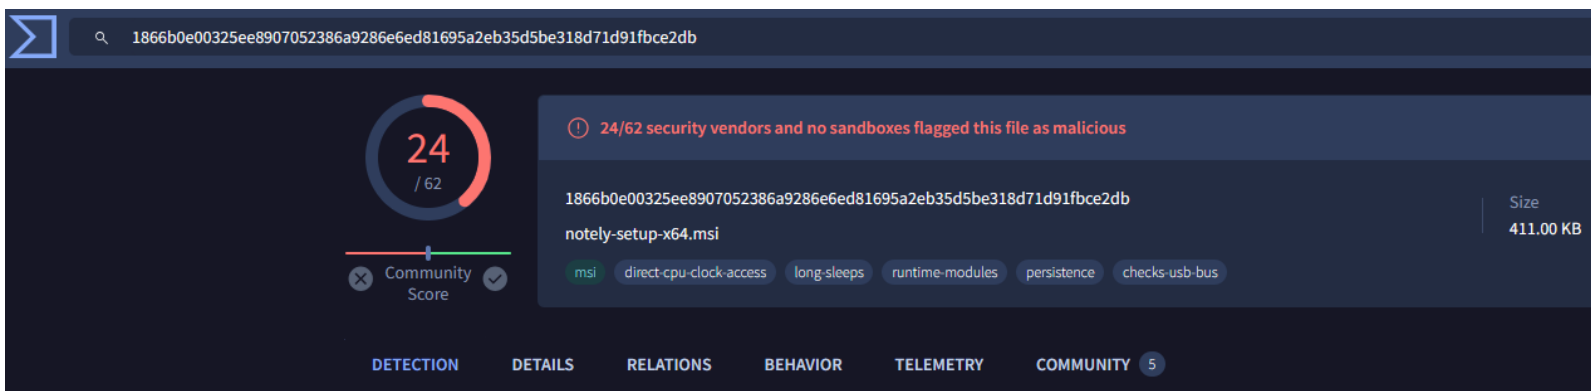 1866b0e00325ee8907052386a9286e6ed81695a2eb35d5be318d71d91fbce2db
24
/ 62
Community
Score
24/62 security vendors and no sandboxes flagged this file as malicious
1866b0e00325ee8907052386a9286e6ed81695a2eb35d5be318d71d91fbce2db
notely-setup-x64.msi
msi direct-cpu-clock-access long-sleeps runtime-modules persistence checks-usb-bus
Size
411.00 KB
DETECTION DETAILS RELATIONS BEHAVIOR TELEMETRY COMMUNITY 5